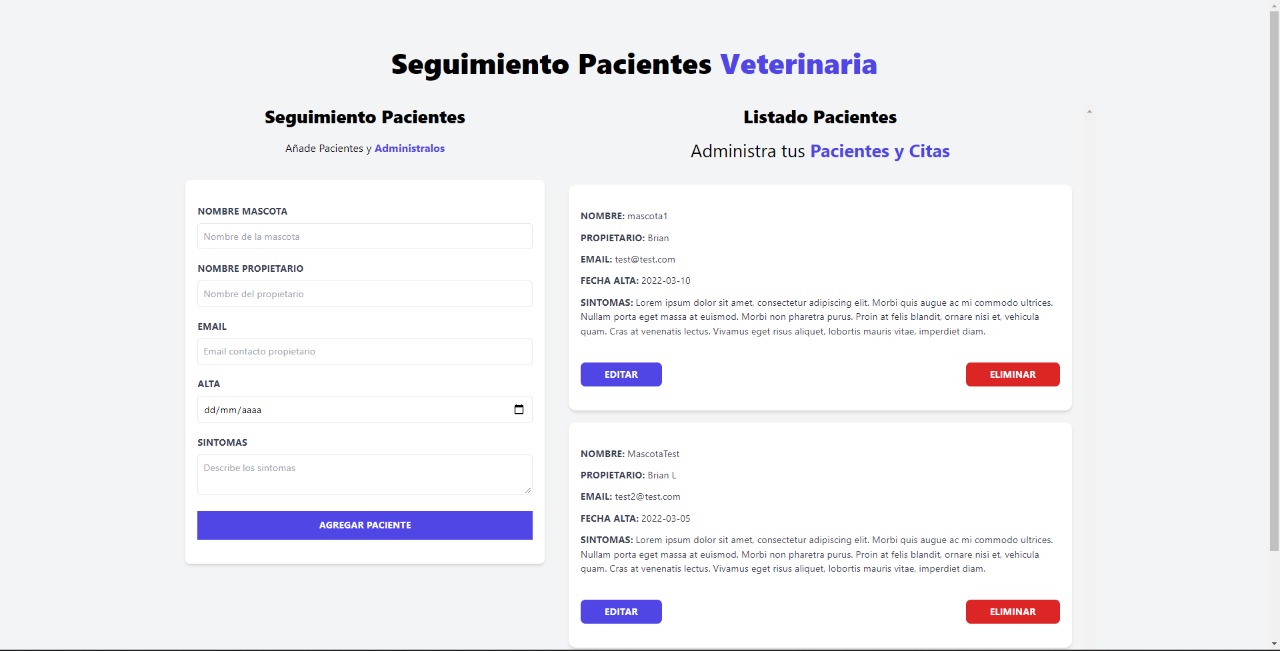 Seguimiento Pacientes Veterinaria
Seguimiento Pacientes
Añade Pacientes y Administralos
NOMBRE MASCOTA
Nombre de la mascota
NOMBRE PROPIETARIO
Nombre del propietario
EMAIL
Email contacto propietario
ALTA
dd/mm/aaaa
SINTOMAS
Describe los sintomas
AGREGAR PACIENTE
Listado Pacientes
Administra tus Pacientes y Citas
NOMBRE: mascota1
PROPIETARIO: Brian
EMAIL: test@test.com
FECHA ALTA: 2022-03-10
SINTOMAS: Lorem ipsum dolor sit amet, consectetur adipiscing elit. Morbi quis augue ac mi commodo ultrices.
Nullam porta eget massa at euismod. Morbi non pharetra purus. Proin at felis blandit, ornare nisi et, vehicula
quam. Cras at venenatis lectus. Vivamus eget risus aliquet, lobortis mauris vitae, imperdiet diam.
EDITAR
ELIMINAR
NOMBRE: MascotaTest
PROPIETARIO: Brian L
EMAIL: test2@test.com
FECHA ALTA: 2022-03-05
SINTOMAS: Lorem ipsum dolor sit amet, consectetur adipiscing elit. Morbi quis augue ac mi commodo ultrices.
Nullam porta eget massa at euismod. Morbi non pharetra purus. Proin at felis blandit, ornare nisi et, vehicula
quam. Cras at venenatis lectus. Vivamus eget risus aliquet, lobortis mauris vitae, imperdiet diam.
EDITAR
ELIMINAR